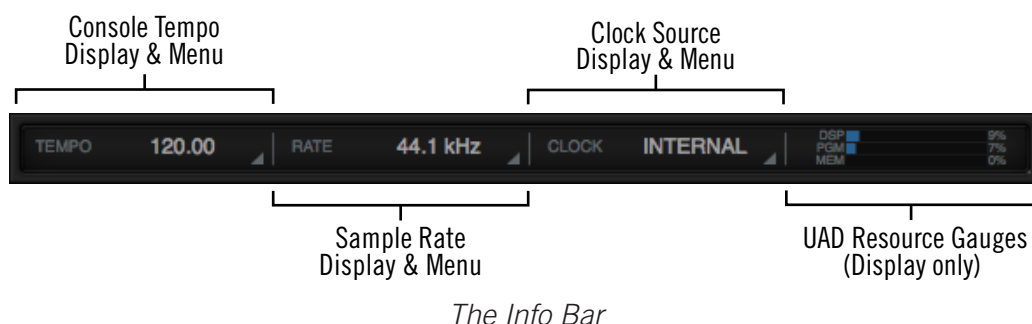 Console Tempo
Display & Menu
Clock Source
Display & Menu
TEMPO 120.00 RATE 44.1 kHz CLOCK INTERNAL
DSP 9%
PGM 7%
MEM 0%
Sample Rate
Display & Menu
UAD Resource Gauges
(Display only)
The Info Bar